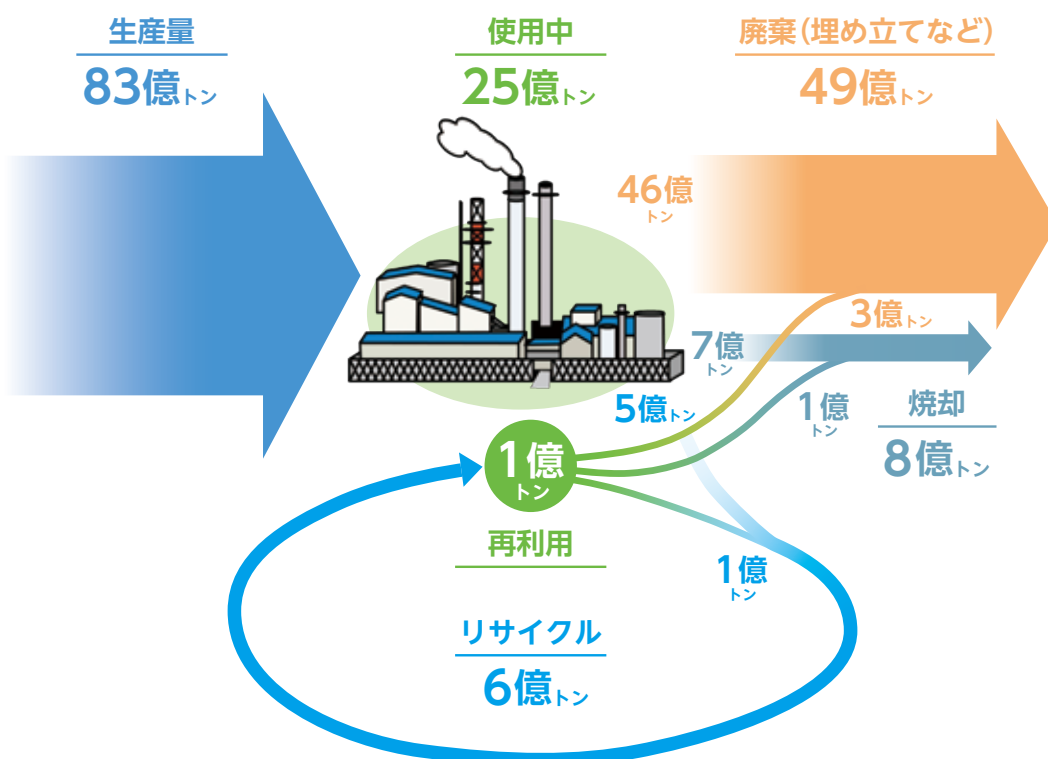 生産量
83億トン
使用中
25億トン
廃棄(埋め立てなど)
49億トン
46億
トン
3億トン
7億
トン
5億トン
1億
トン
焼却
8億トン
1億
トン
再利用
1億
トン
リサイクル
6億トン